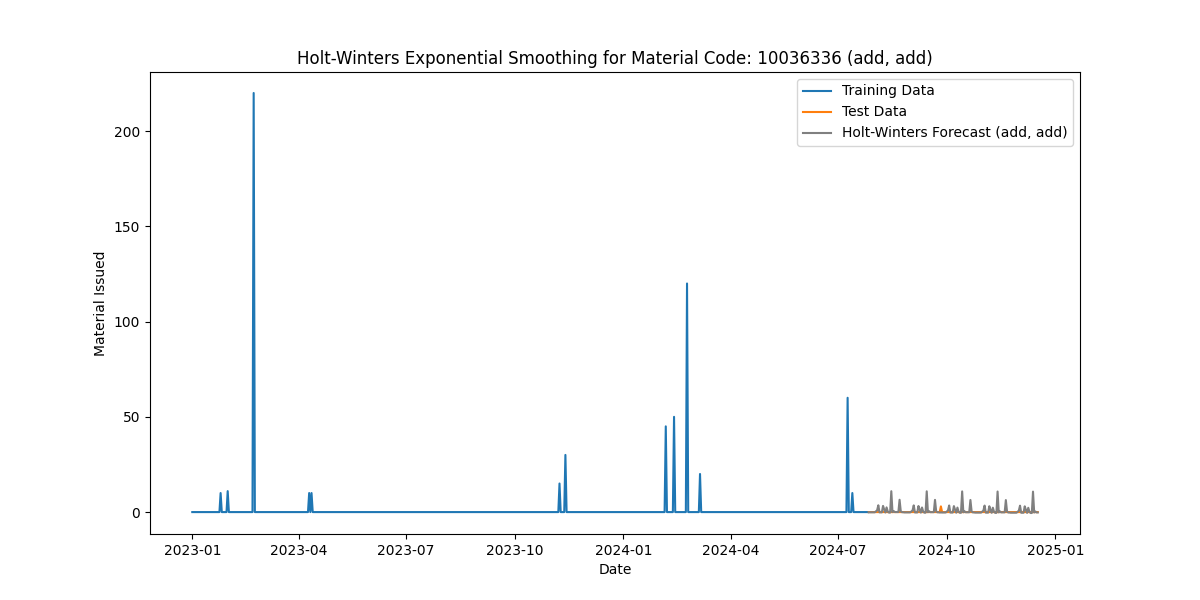 Holt-Winters Exponential Smoothing for Material Code: 10036336 (add, add)
Training Data
Test Data
Holt-Winters Forecast (add, add)
Material Issued
200
150
100
50
0
2023-01 2023-04 2023-07 2023-10 2024-01 2024-04 2024-07 2024-10 2025-01
Date